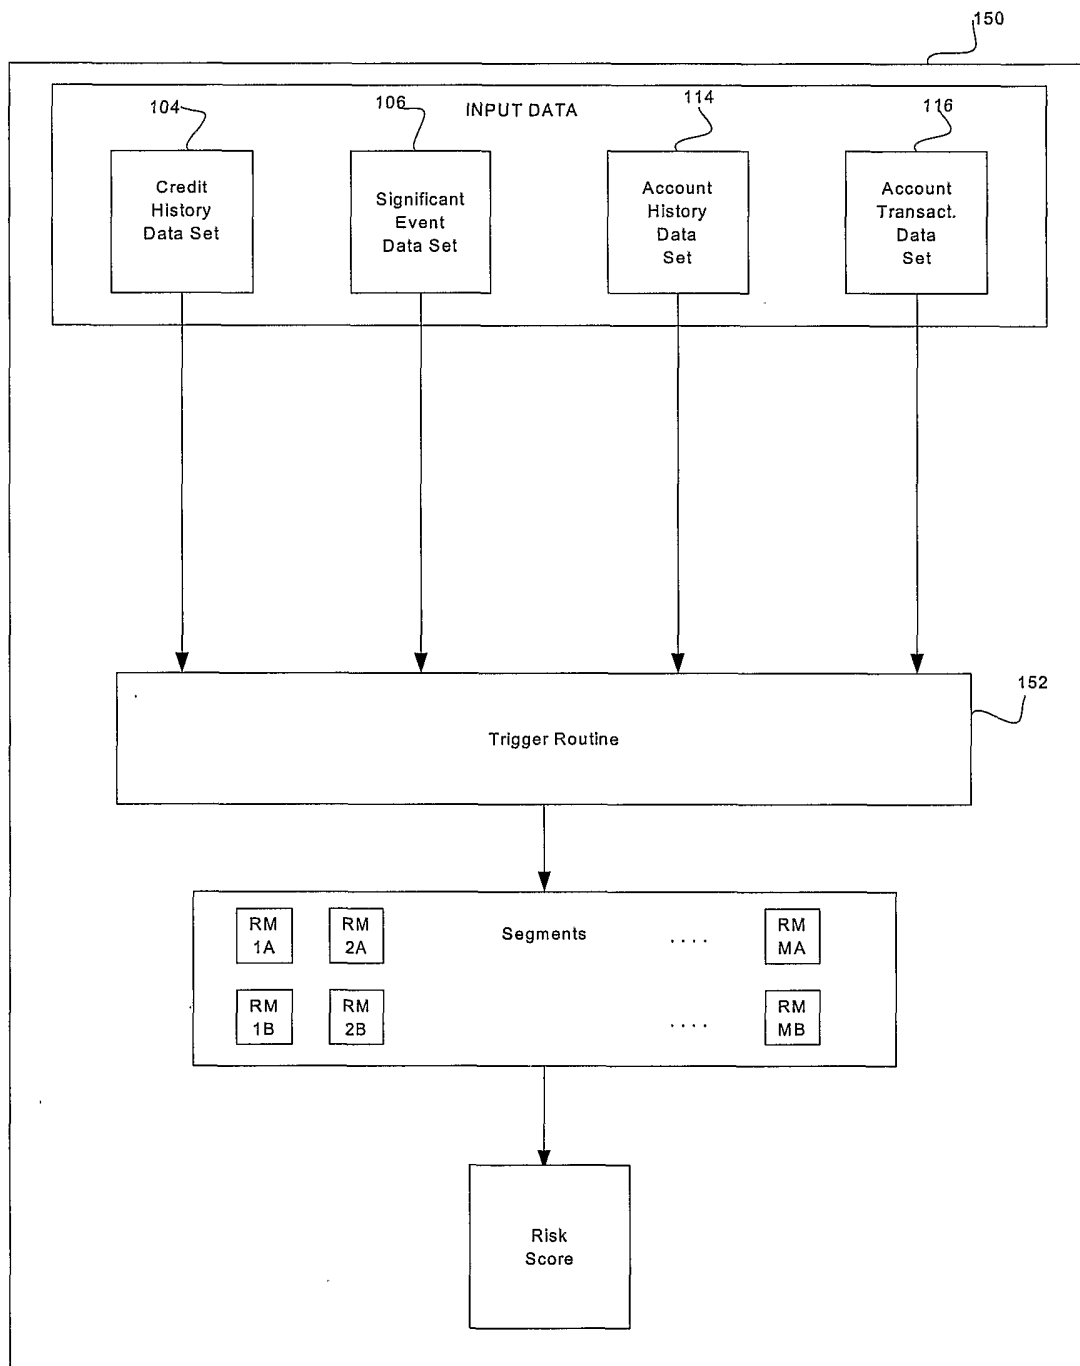 150
104
106
INPUT DATA
114
116
Credit
History
Data Set
Significant
Event
Data Set
Account
History
Data
Set
Account
Transact.
Data
Set
152
Trigger Routine
RM
1A
RM
2A
Segments
....
RM
MA
RM
1B
RM
2B
....
RM
MB
Risk
Score